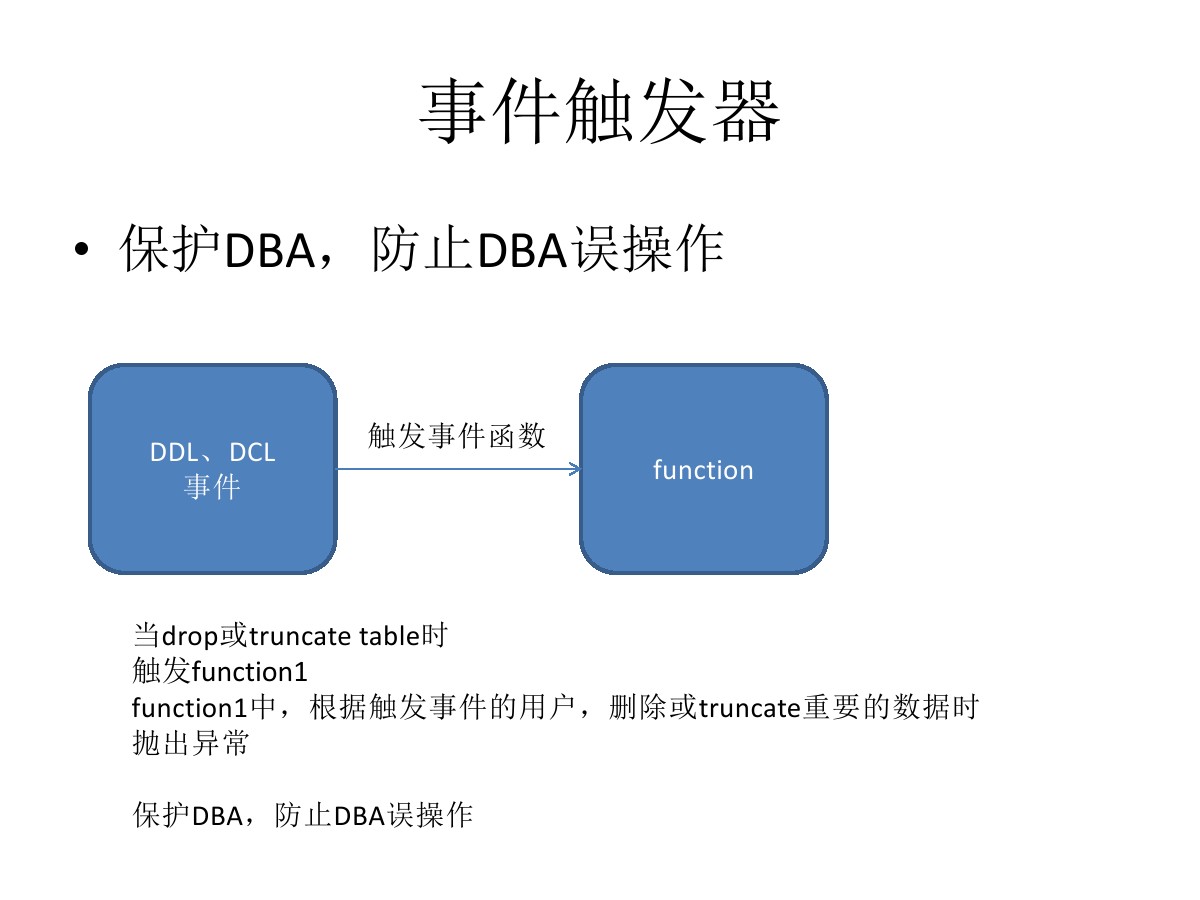 事件触发器
• 保护DBA，防止DBA误操作
DDL、DCL
事件
触发事件函数
function
当drop或truncate table时
触发function1
function1中，根据触发事件的用户，删除或truncate重要的数据时
抛出异常
保护DBA，防止DBA误操作